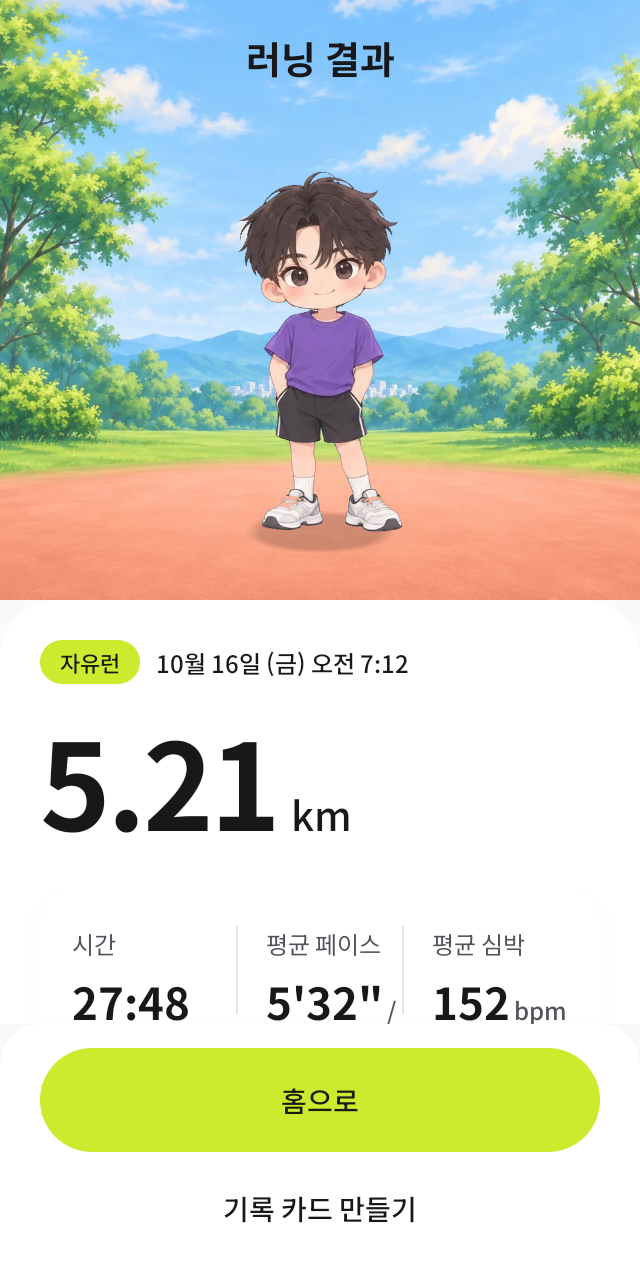 러닝 결과
자유런 10월 16일 (금) 오전 7:12
5.21 km
시간 평균 페이스 평균 심박
27:48 5'32" / 152 bpm
홈으로
기록 카드 만들기